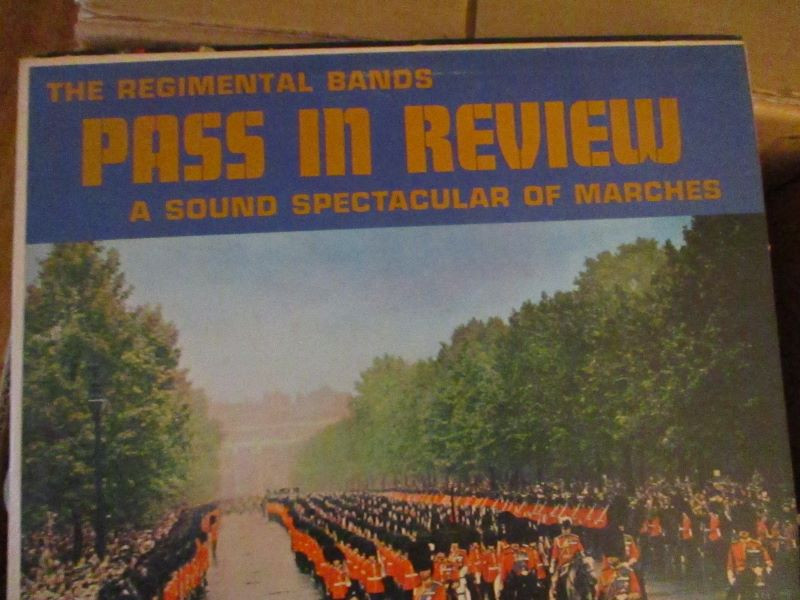 THE REGIMENTAL BANDS
PASS IN REVIEW
A SOUND SPECTACULAR OF MARCHES